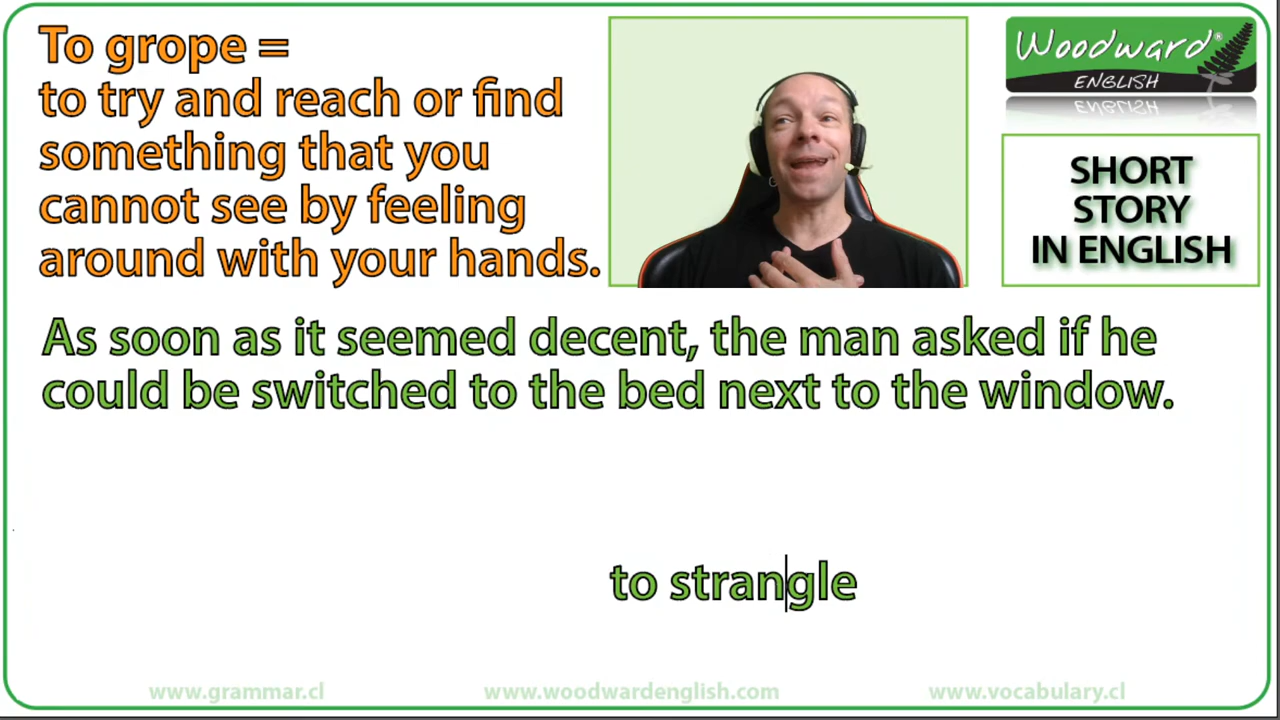 To grope =
to try and reach or find
something that you
cannot see by feeling
around with your hands.
Woodward®
ENGLISH
SHORT
STORY
IN ENGLISH
As soon as it seemed decent, the man asked if he
could be switched to the bed next to the window.
to strangle
www.grammar.cl
www.woodwardenglish.com
www.vocabulary.cl